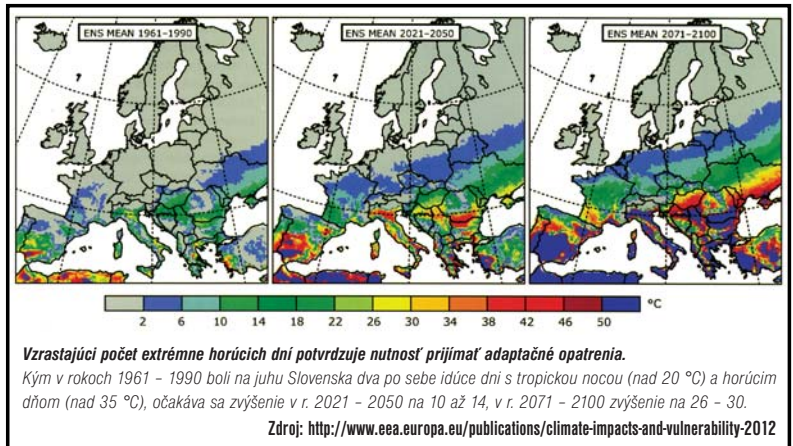 ENS MEAN 1961–1990
ENS MEAN 2021–2050
ENS MEAN 2071–2100
2 6 10 14 18 22 26 30 34 38 42 46 50 °C
Vzrastajúci počet extrémne horúcich dní potvrdzuje nutnosť prijímať adaptačné opatrenia.
Kým v rokoch 1961 – 1990 boli na juhu Slovenska dva po sebe idúce dni s tropickou nocou (nad 20 °C) a horúcim
dňom (nad 35 °C), očakáva sa zvýšenie v r. 2021 – 2050 na 10 až 14, v r. 2071 – 2100 zvýšenie na 26 – 30.
Zdroj: http://www.eea.europa.eu/publications/climate-impacts-and-vulnerability-2012